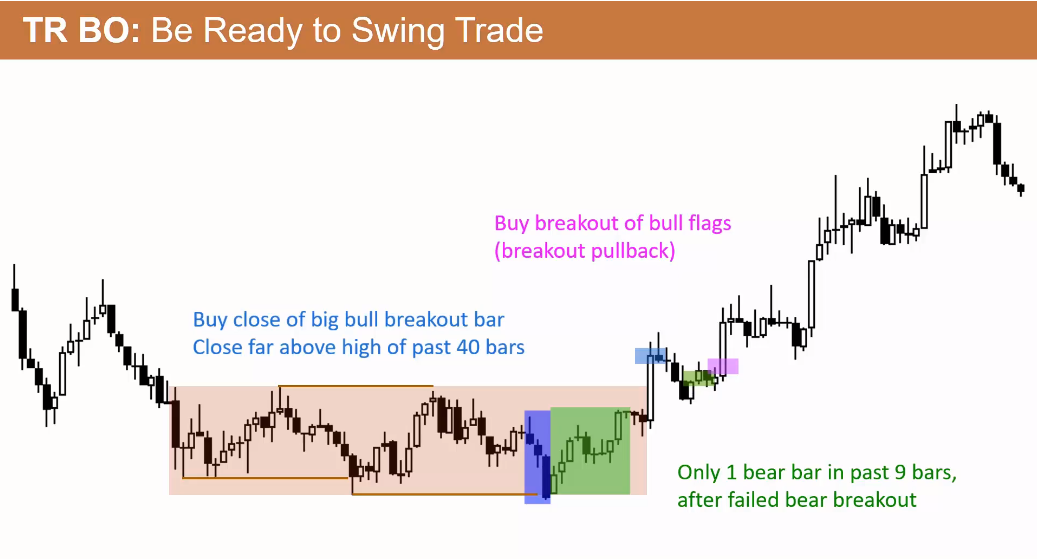 TR BO: Be Ready to Swing Trade
Buy breakout of bull flags
(breakout pullback)
Buy close of big bull breakout bar
Close far above high of past 40 bars
Only 1 bear bar in past 9 bars,
after failed bear breakout